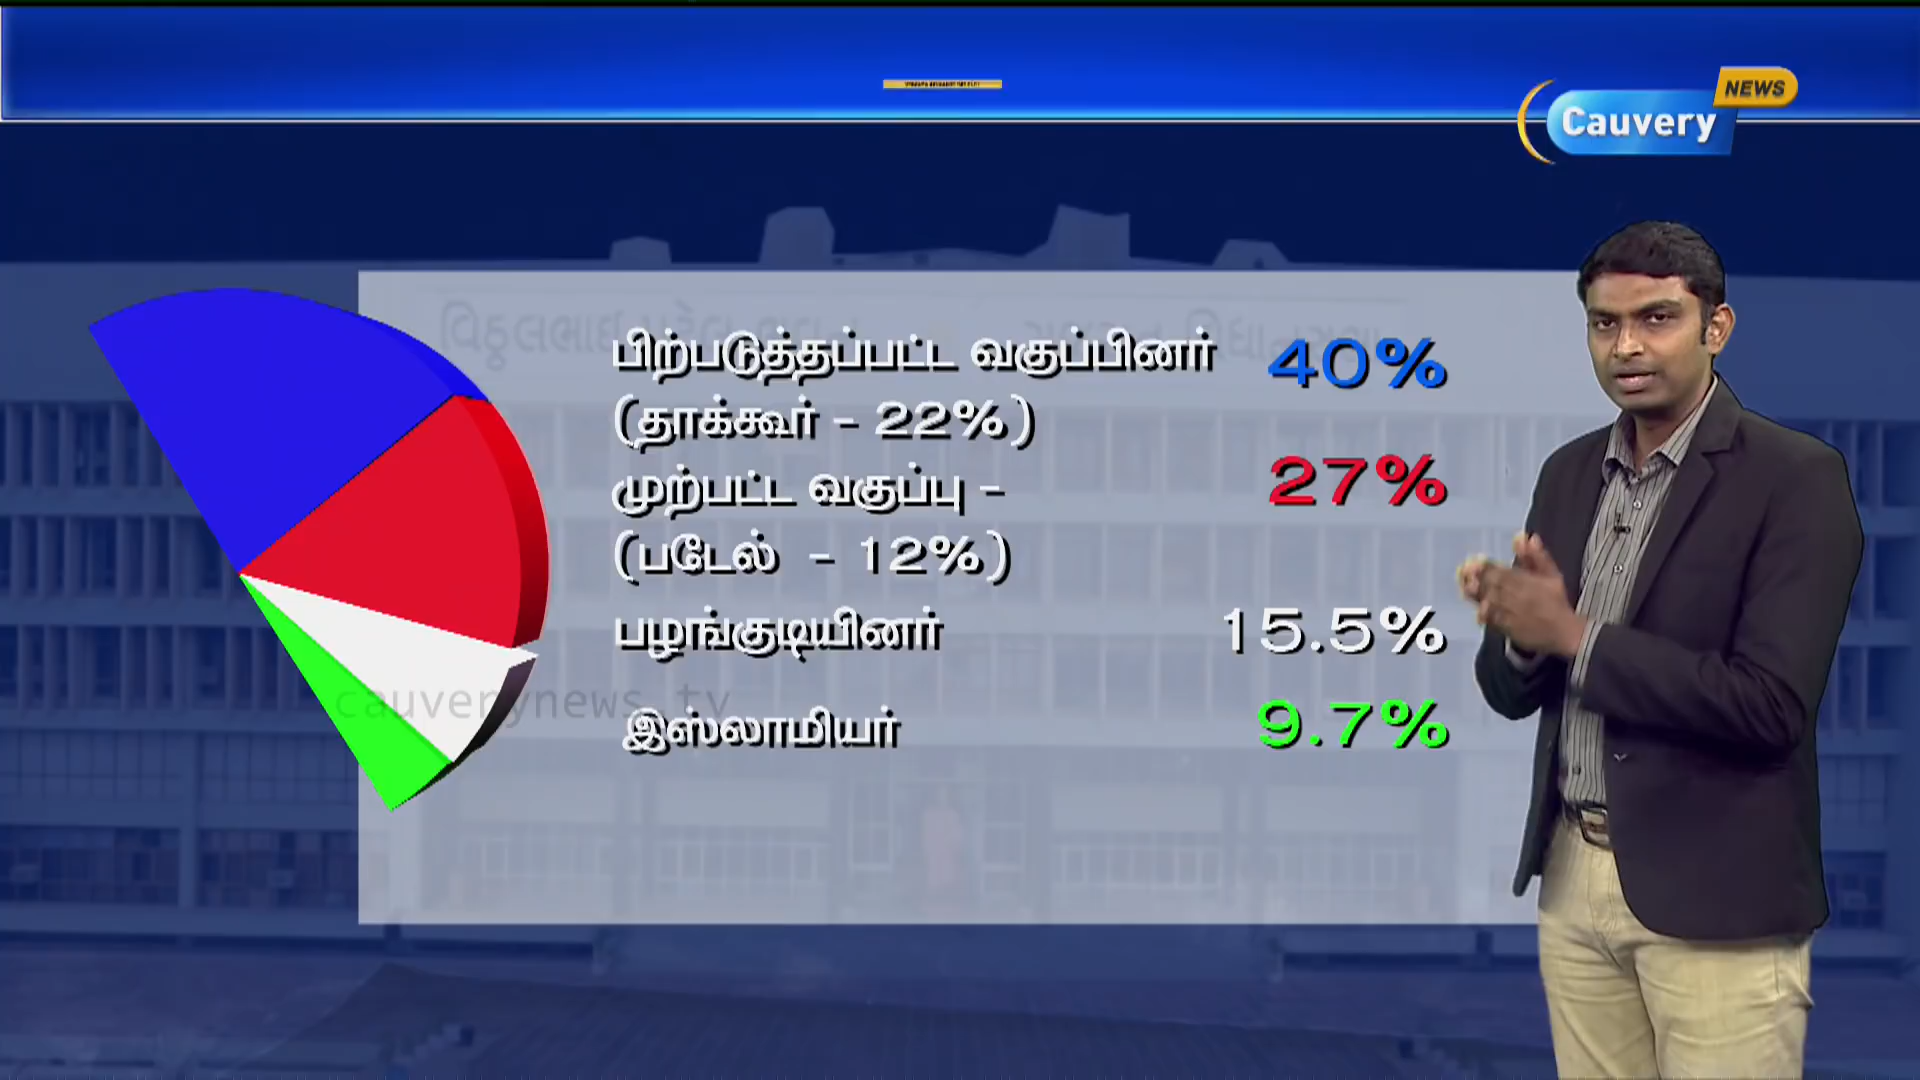 NEWS
Cauvery
பிற்படுத்தப்பட்ட வகுப்பினர் 40%
(தாக்கூர் - 22%)
முற்பட்ட வகுப்பு - 27%
(படேல் - 12%)
பழங்குடியினர் 15.5%
cauverynews.tv
இஸ்லாமியர் 9.7%